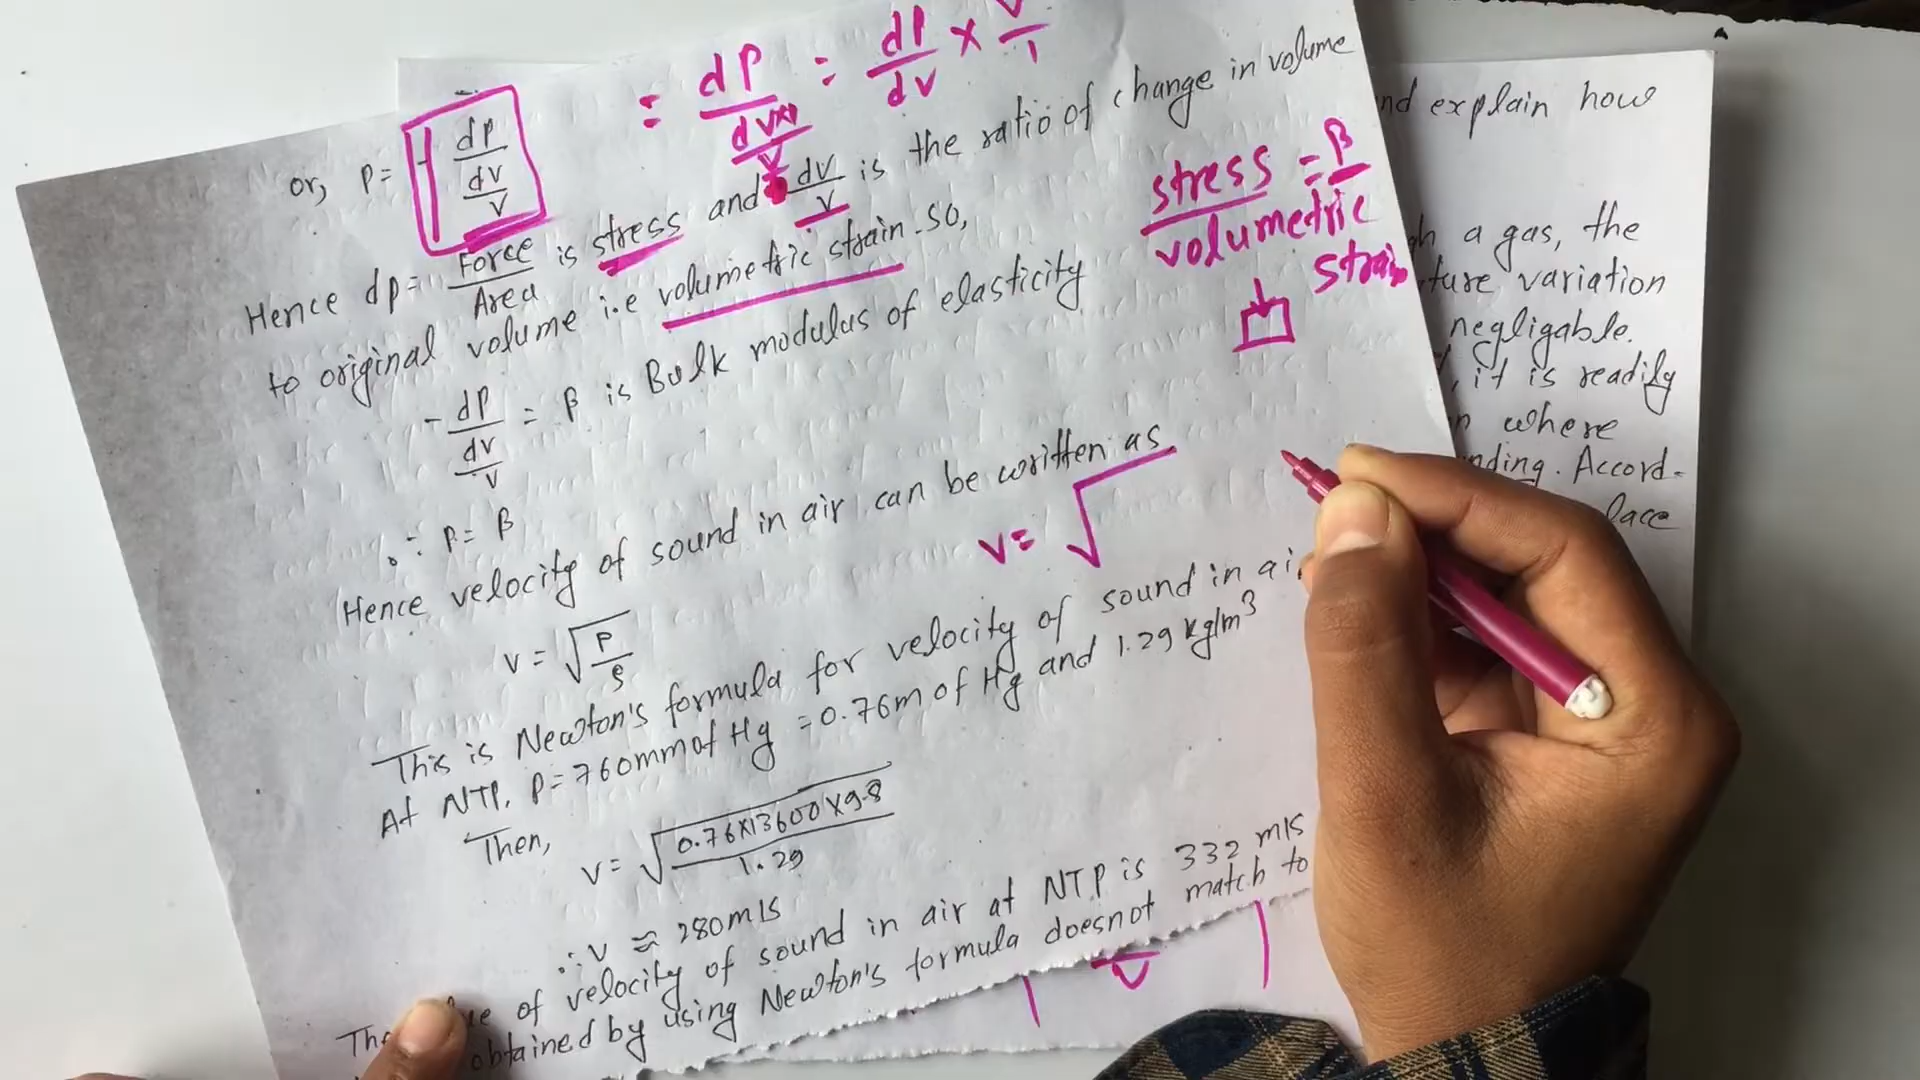 = dP / dv×1 / v = dP / dv × v / 1
or, P = - dP / dv / v
Hence dp = Force / Area is stress and dv / v is the ratio of change in volume
to original volume i.e volumetric strain. So,
- dP / dv / v = β is Bulk modulus of elasticity
∴ P = β
Hence velocity of sound in air can be written as
v = √ P / ρ
This is Newton's formula for velocity of sound in air
At NTP, P = 760mm of Hg = 0.76m of Hg and 1.29 kg/m³
Then,
v = √ 0.76×13600×9.8 / 1.29
∴ v ≈ 280m/s
The of velocity of sound in air at NTP is 332 m/s
obtained by using Newton's formula doesnot match to
stress / volumetric strain = β
v = √
v
explain how
a gas, the
variation
negligable.
it is readily
where
Accord-